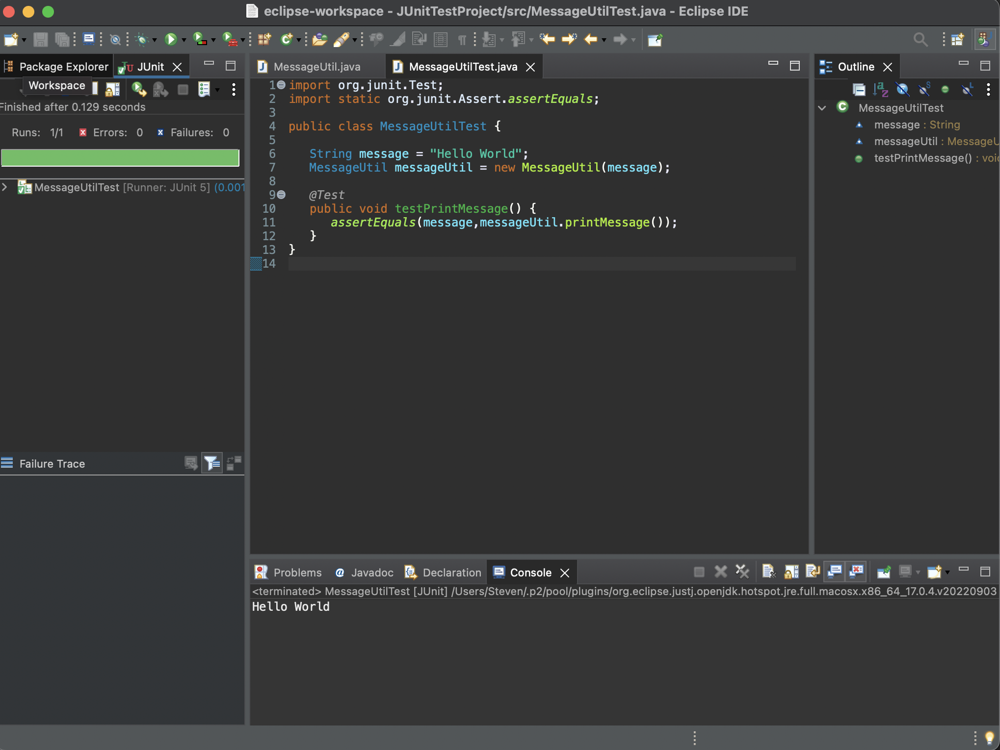 eclipse-workspace - JUnitTestProject/src/MessageUtilTest.java - Eclipse IDE
Package Explorer
JUnit
Workspace
Finished after 0.129 seconds
Runs: 1/1 Errors: 0 Failures: 0
MessageUtilTest [Runner: JUnit 5] (0.001
Failure Trace
MessageUtil.java
MessageUtilTest.java
1 import org.junit.Test;
2 import static org.junit.Assert.assertEquals;
3
4 public class MessageUtilTest {
5
6 String message = "Hello World";
7 MessageUtil messageUtil = new MessageUtil(message);
8
9 @Test
10 public void testPrintMessage() {
11 assertEquals(message,messageUtil.printMessage());
12 }
13 }
14
Outline
MessageUtilTest
message : String
messageUtil : MessageU
testPrintMessage() : void
Problems
Javadoc
Declaration
Console
<terminated> MessageUtilTest [JUnit] /Users/Steven/.p2/pool/plugins/org.eclipse.justj.openjdk.hotspot.jre.full.macosx.x86_64_17.0.4.v20220903
Hello World